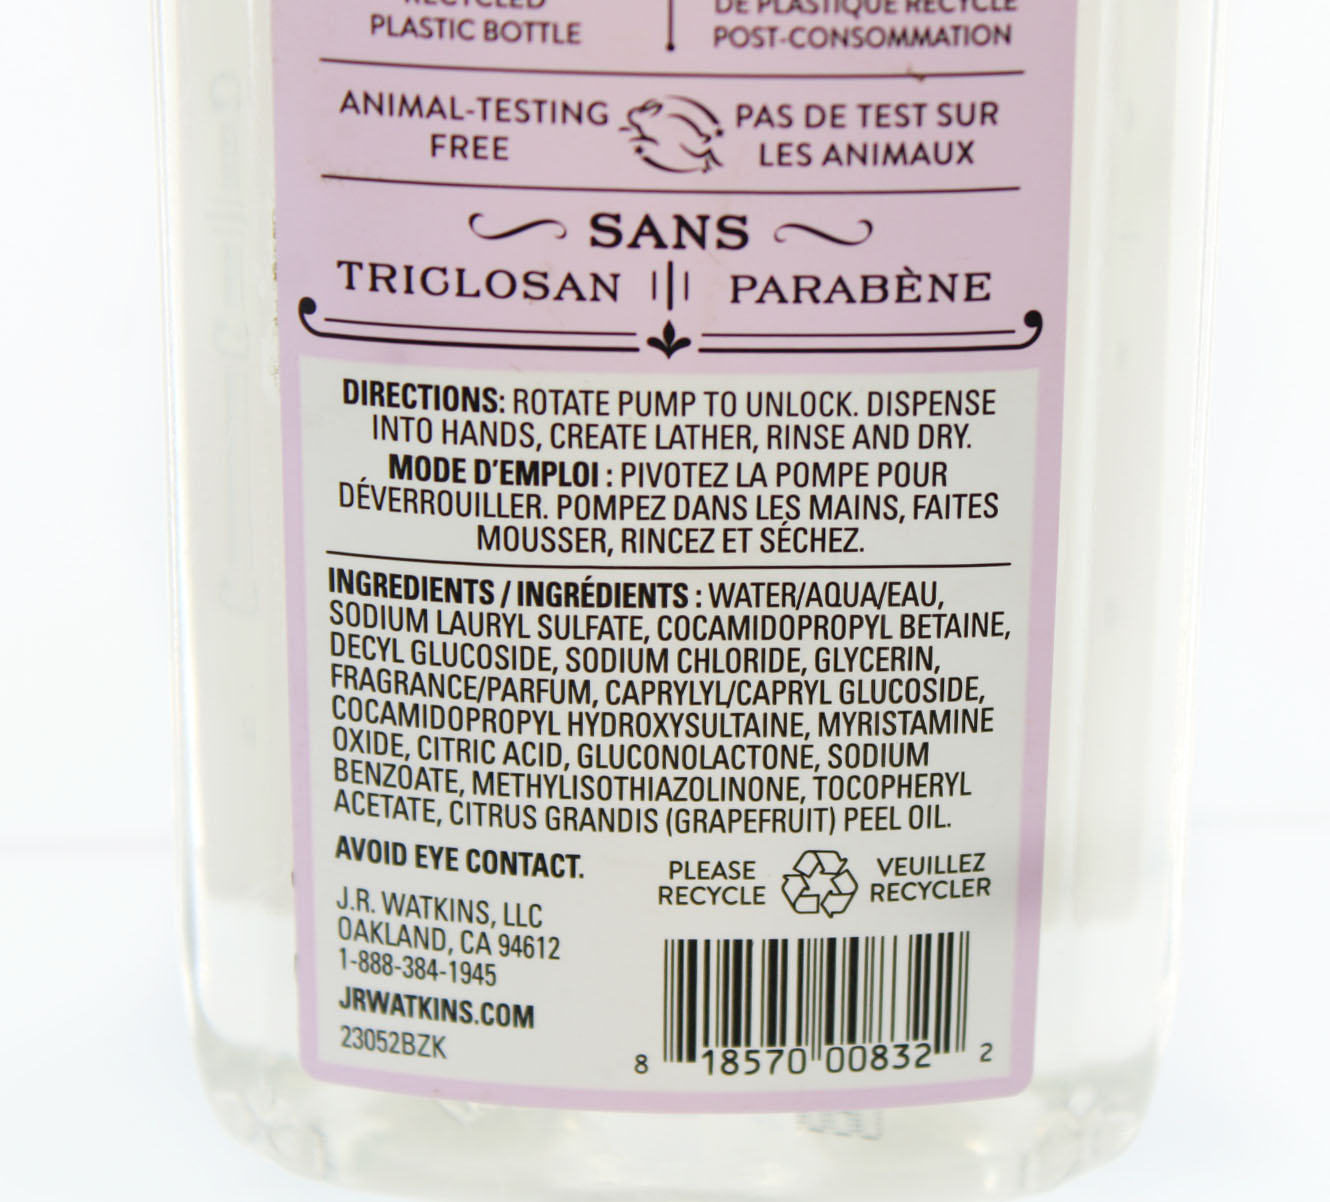 RECYCLED
PLASTIC BOTTLE
DE PLASTIQUE RECYCLÉ
POST-CONSOMMATION
ANIMAL-TESTING
FREE
PAS DE TEST SUR
LES ANIMAUX
SANS
TRICLOSAN
PARABÈNE
DIRECTIONS: ROTATE PUMP TO UNLOCK. DISPENSE
INTO HANDS, CREATE LATHER, RINSE AND DRY.
MODE D'EMPLOI : PIVOTEZ LA POMPE POUR
DÉVERROUILLER. POMPEZ DANS LES MAINS, FAITES
MOUSSER, RINCEZ ET SÉCHEZ.
INGREDIENTS / INGRÉDIENTS : WATER/AQUA/EAU,
SODIUM LAURYL SULFATE, COCAMIDOPROPYL BETAINE,
DECYL GLUCOSIDE, SODIUM CHLORIDE, GLYCERIN,
FRAGRANCE/PARFUM, CAPRYLYL/CAPRYL GLUCOSIDE,
COCAMIDOPROPYL HYDROXYSULTAINE, MYRISTAMINE
OXIDE, CITRIC ACID, GLUCONOLACTONE, SODIUM
BENZOATE, METHYLISOTHIAZOLINONE, TOCOPHERYL
ACETATE, CITRUS GRANDIS (GRAPEFRUIT) PEEL OIL.
AVOID EYE CONTACT.
PLEASE
RECYCLE
VEUILLEZ
RECYCLER
J.R. WATKINS, LLC
OAKLAND, CA 94612
1-888-384-1945
JRWATKINS.COM
23052BZK
8 18570 00832 2